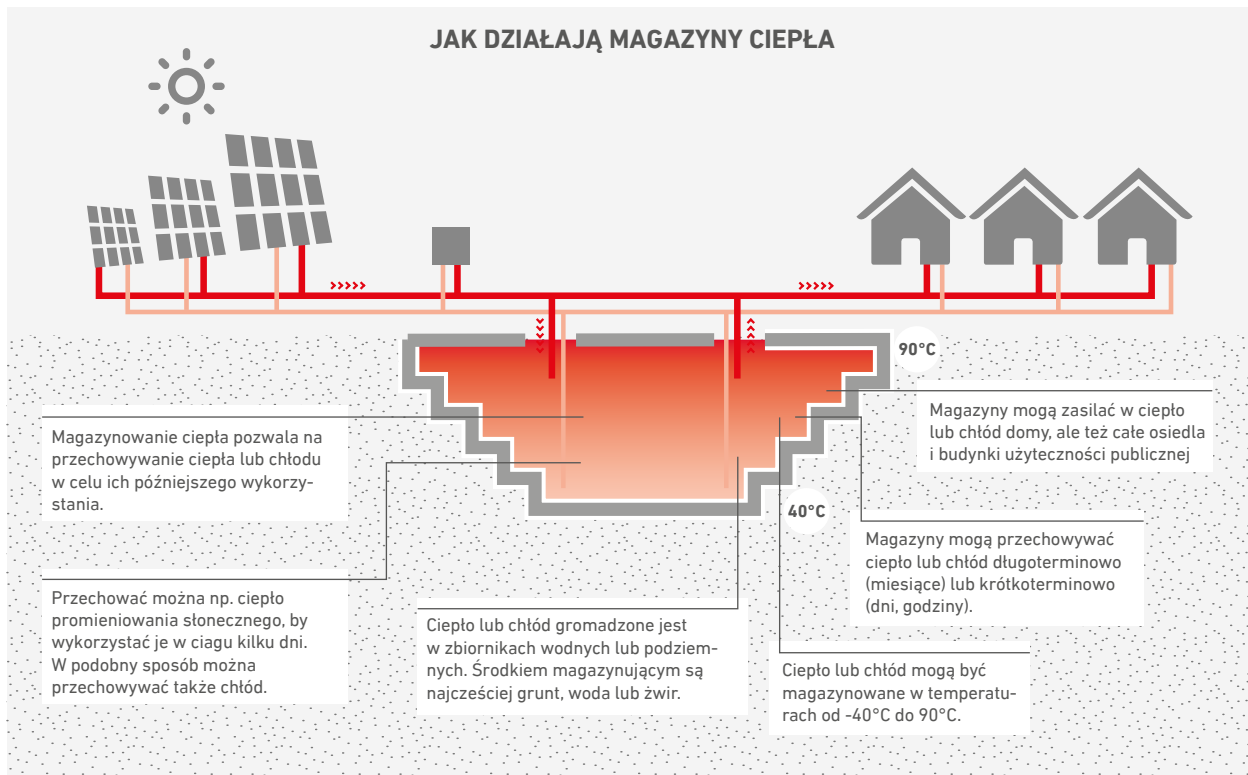 JAK DZIAŁAJĄ MAGAZYNY CIEPŁA
90°C
40°C
Magazynowanie ciepła pozwala na
przechowywanie ciepła lub chłodu
w celu ich późniejszego wykorzy-
stania.
Przechować można np. ciepło
promieniowania słonecznego, by
wykorzystać je w ciagu kilku dni.
W podobny sposób można
przechowywać także chłód.
Ciepło lub chłód gromadzone jest
w zbiornikach wodnych lub podziem-
nych. Środkiem magazynującym są
najcześciej grunt, woda lub żwir.
Magazyny mogą zasilać w ciepło
lub chłód domy, ale też całe osiedla
i budynki użyteczności publicznej
Magazyny mogą przechowywać
ciepło lub chłód długoterminowo
(miesiące) lub krótkoterminowo
(dni, godziny).
Ciepło lub chłód mogą być
magazynowane w temperatu-
rach od -40°C do 90°C.